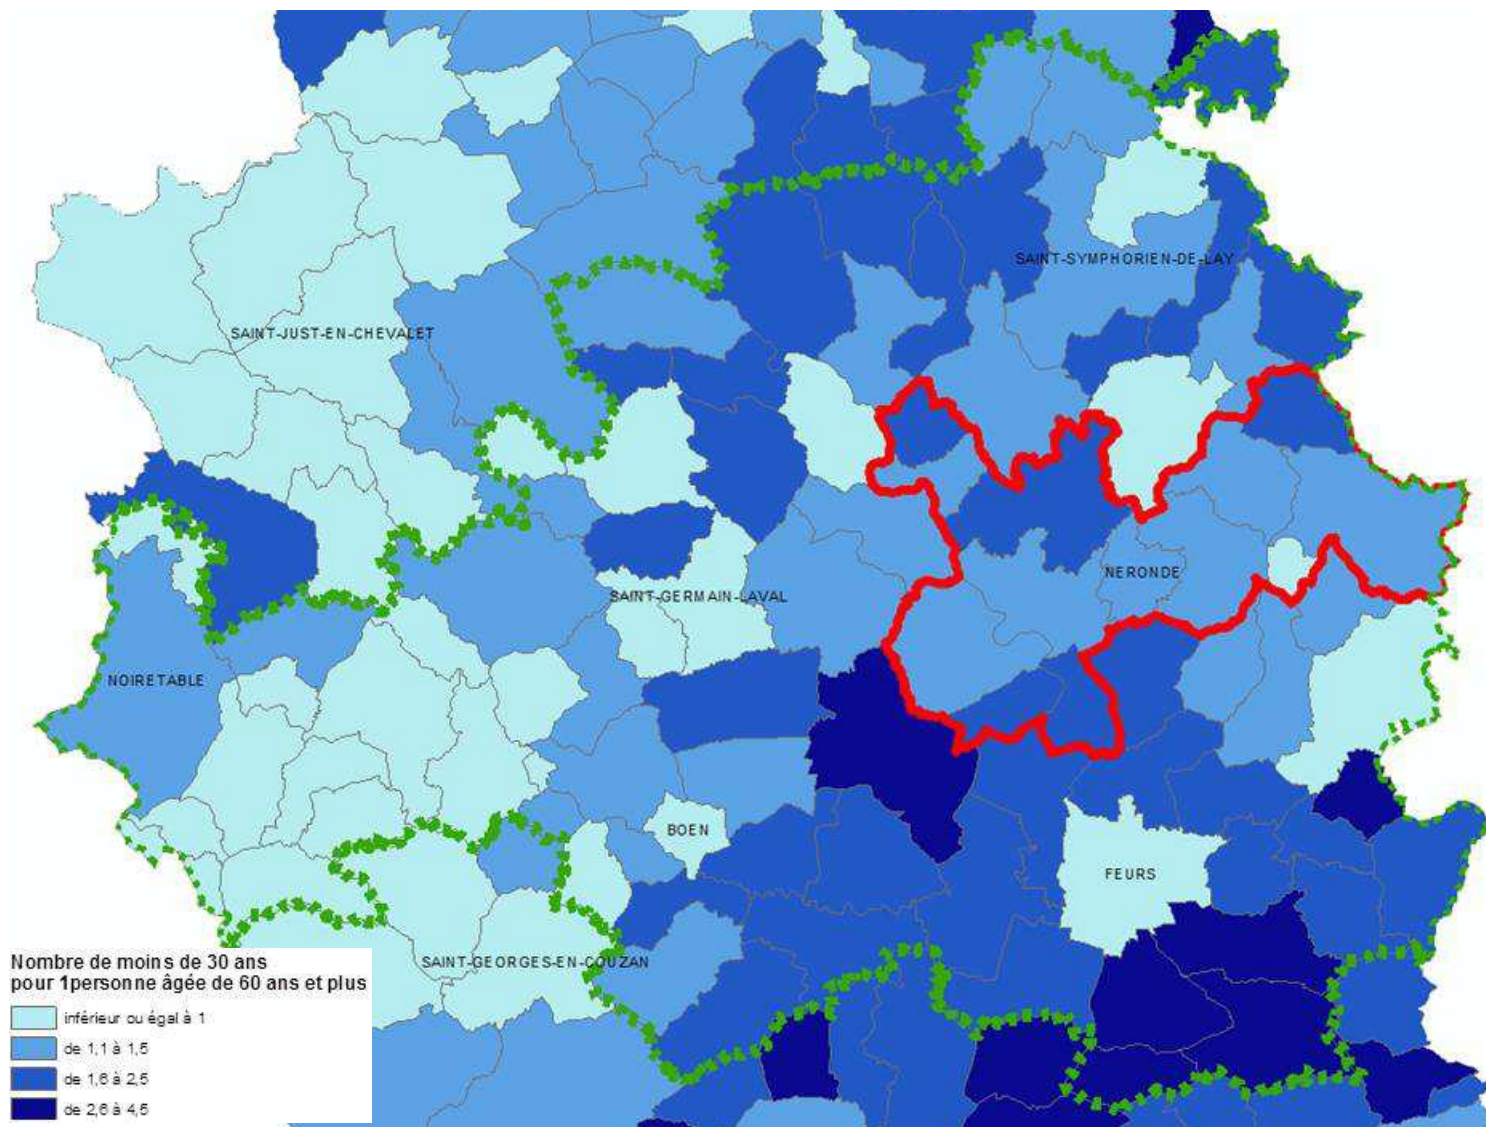 SAINT-SYMPHORIEN-DE-LAY
SAINT-JUST-EN-CHEVALET
NERONDE
SAINT-GERMAIN-LAVAL
NOIRETABLE
BOEN
FEURS
SAINT-GEORGES-EN-COUZAN
Nombre de moins de 30 ans
pour 1personne âgée de 60 ans et plus
inférieur ou égal à 1
de 1,1 à 1,5
de 1,6 à 2,5
de 2,6 à 4,5